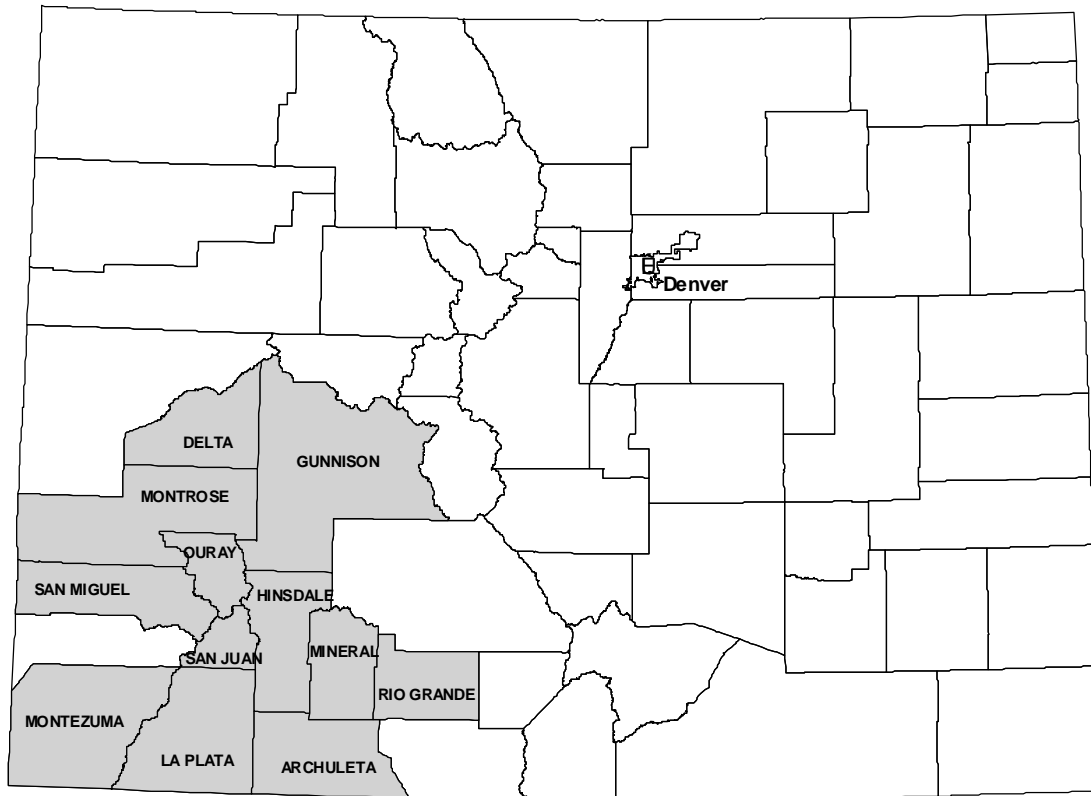 Denver
DELTA
GUNNISON
MONTROSE
OURAY
SAN MIGUEL
HINSDALE
SAN JUAN
MINERAL
RIO GRANDE
MONTEZUMA
LA PLATA
ARCHULETA